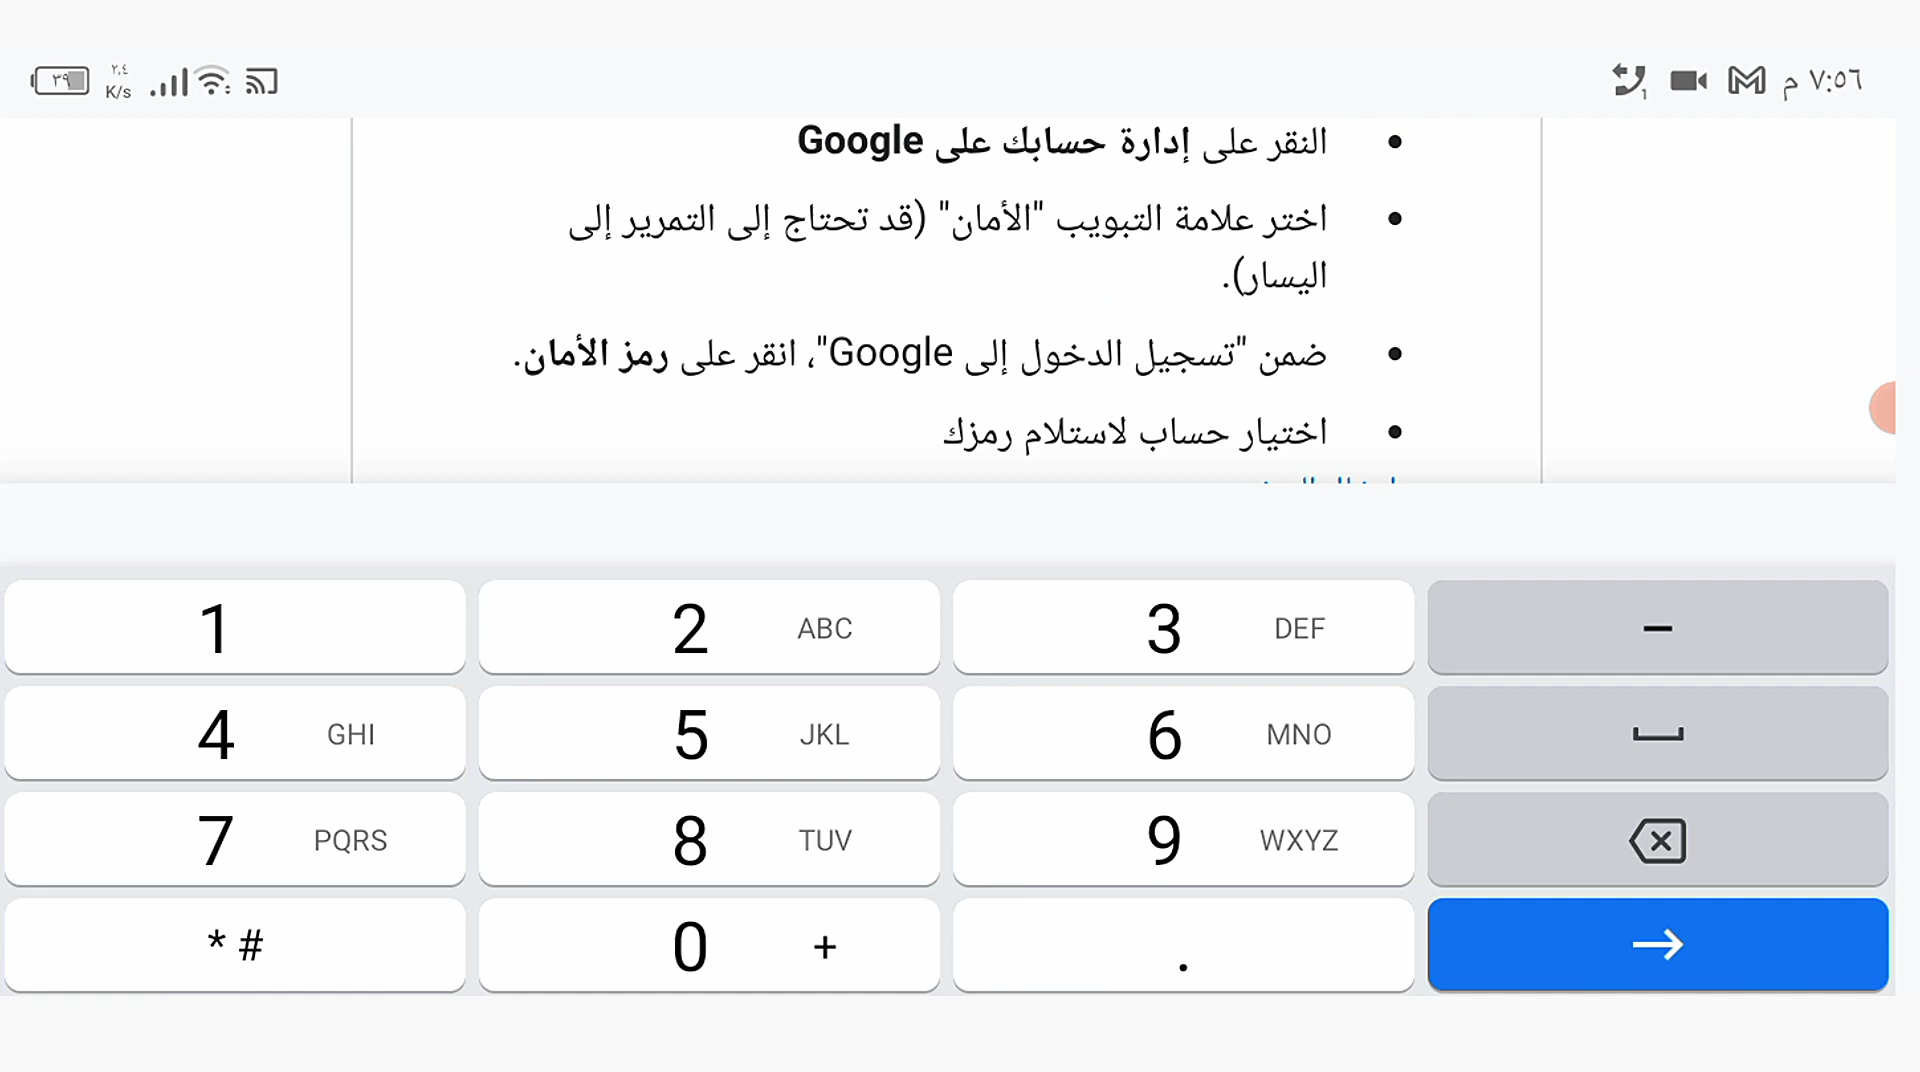 ٧:٥٦ م
1
٢,٤
K/s
٣٩
النقر على إدارة حسابك على Google
اختر علامة التبويب "الأمان" (قد تحتاج إلى التمرير إلى
اليسار).
ضمن "تسجيل الدخول إلى Google"، انقر على رمز الأمان.
اختيار حساب لاستلام رمزك
1
2 ABC
3 DEF
–
4 GHI
5 JKL
6 MNO
7 PQRS
8 TUV
9 WXYZ
* #
0 +
.